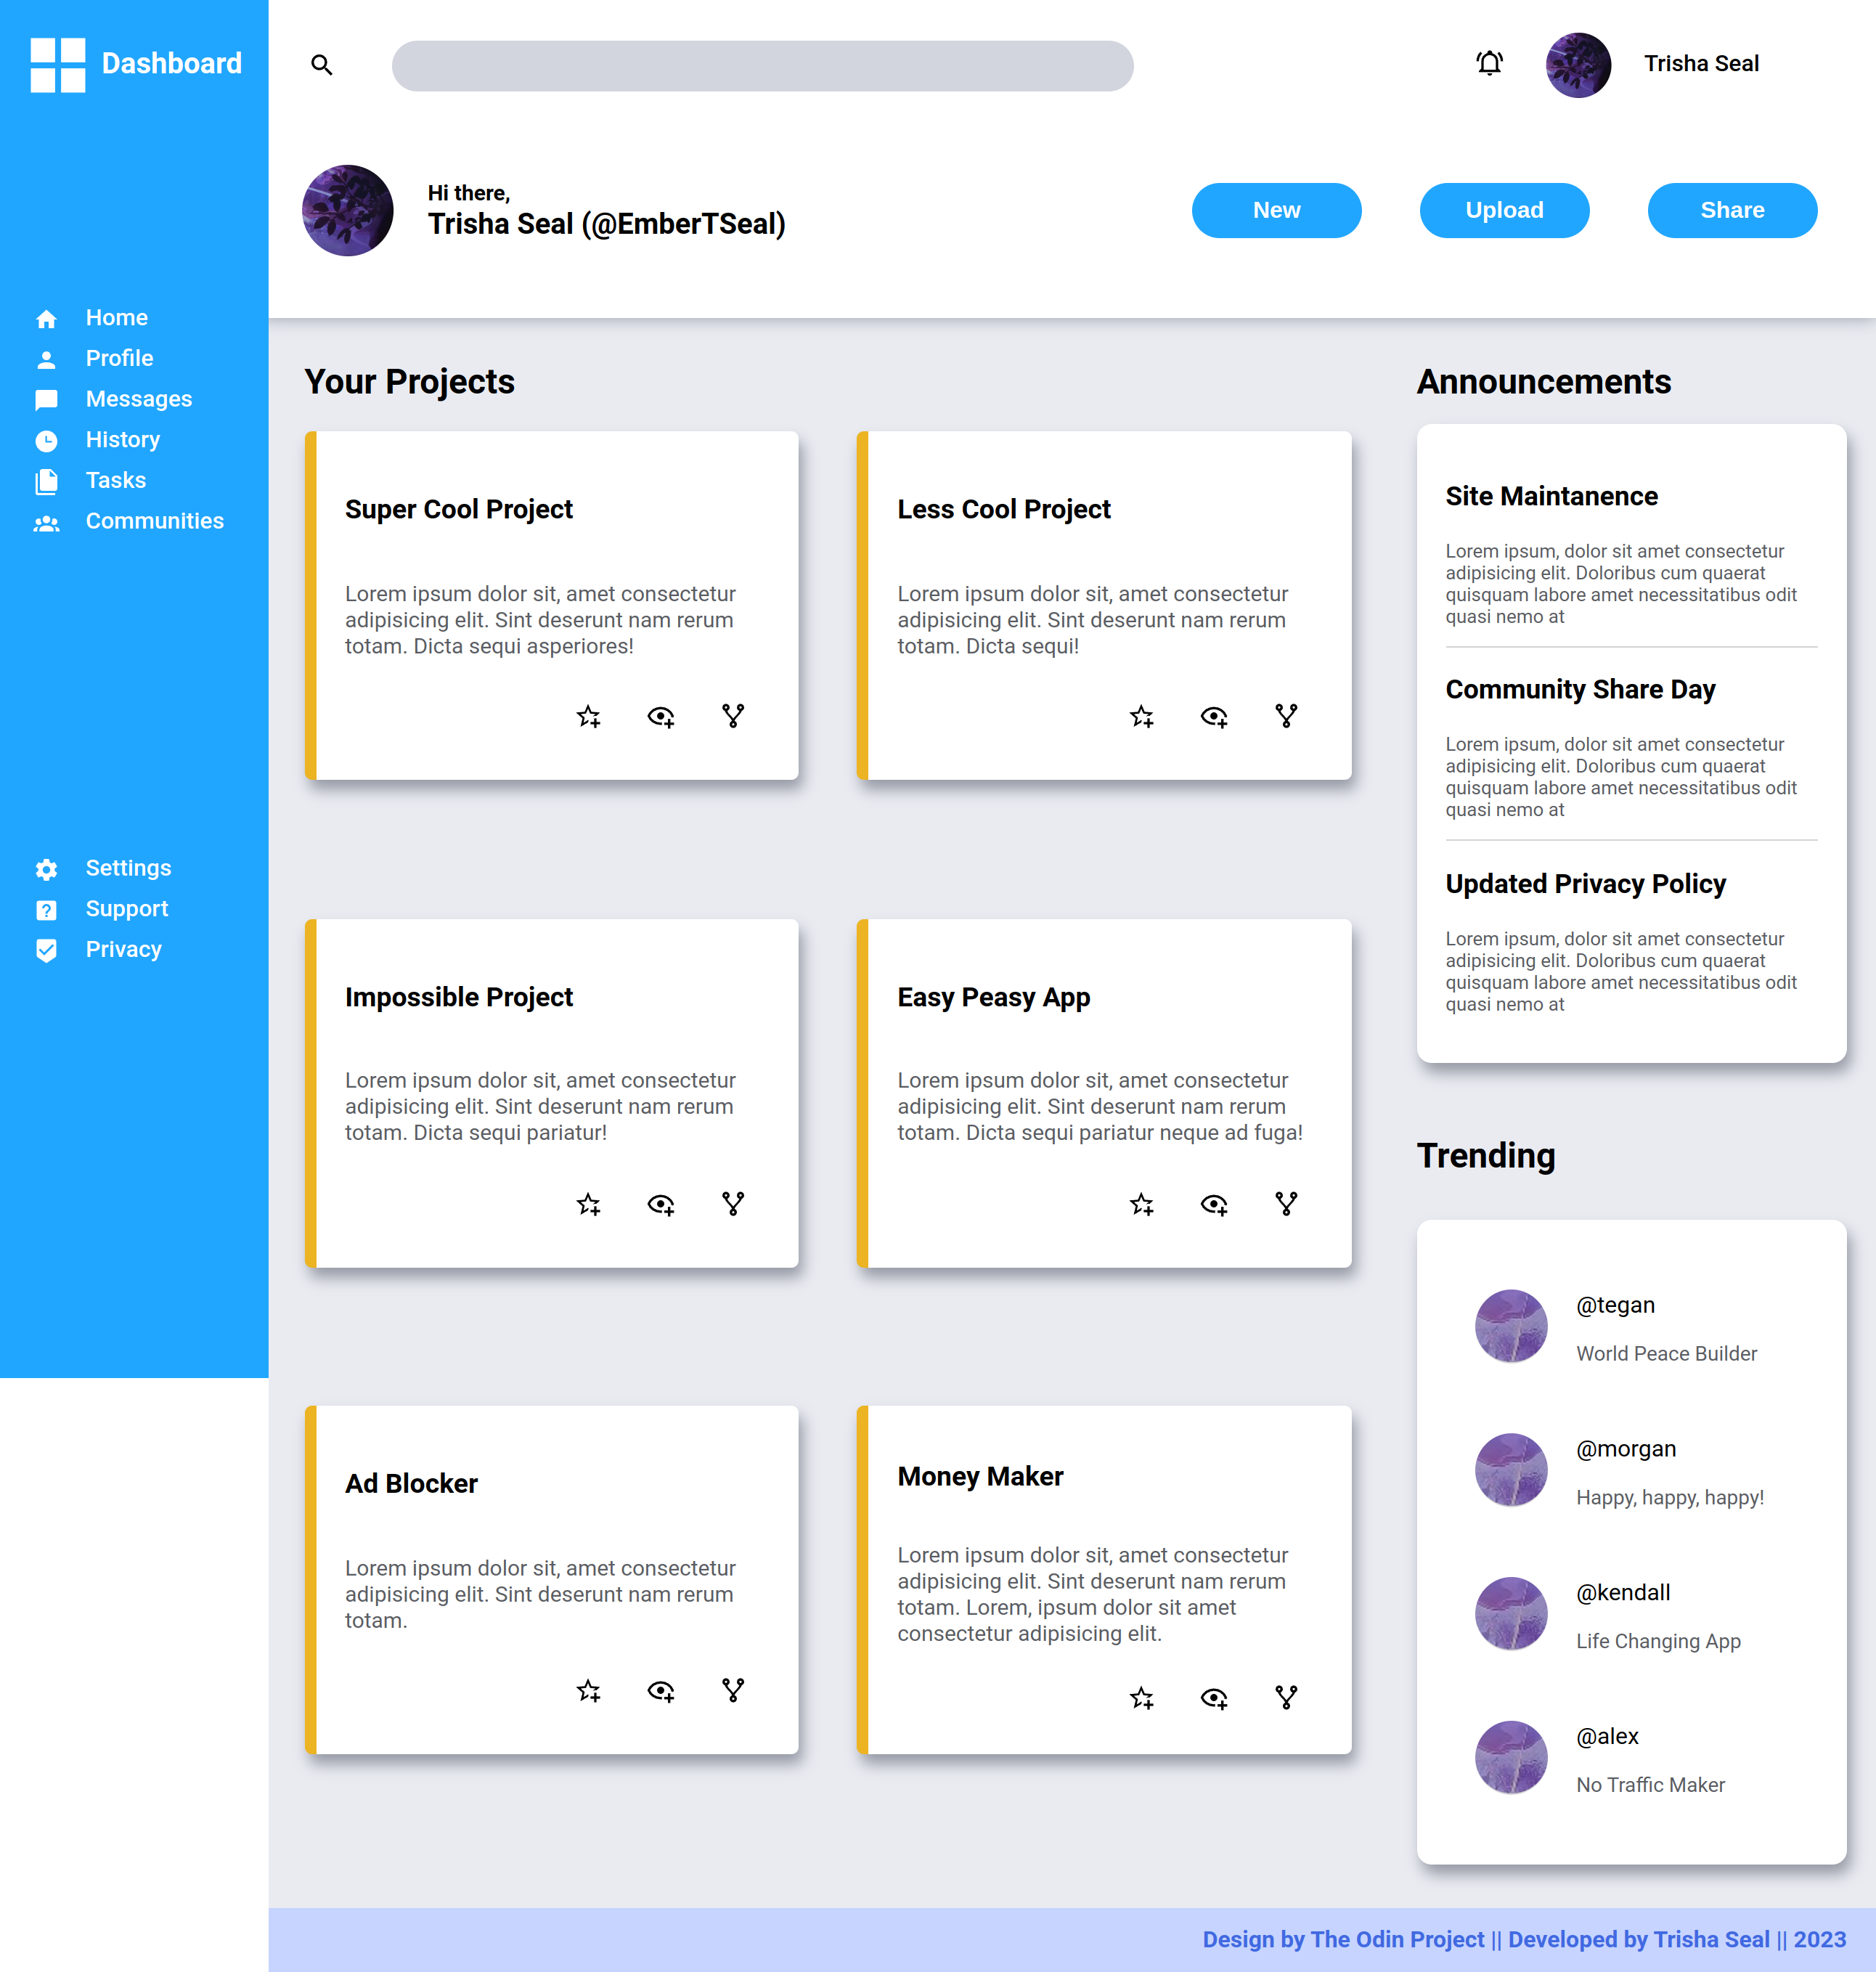 Dashboard
Trisha Seal
Hi there,
Trisha Seal (@EmberTSeal)
New
Upload
Share
Home
Profile
Messages
History
Tasks
Communities
Settings
Support
Privacy
Your Projects
Super Cool Project
Lorem ipsum dolor sit, amet consectetur
adipisicing elit. Sint deserunt nam rerum
totam. Dicta sequi asperiores!
Less Cool Project
Lorem ipsum dolor sit, amet consectetur
adipisicing elit. Sint deserunt nam rerum
totam. Dicta sequi!
Impossible Project
Lorem ipsum dolor sit, amet consectetur
adipisicing elit. Sint deserunt nam rerum
totam. Dicta sequi pariatur!
Easy Peasy App
Lorem ipsum dolor sit, amet consectetur
adipisicing elit. Sint deserunt nam rerum
totam. Dicta sequi pariatur neque ad fuga!
Ad Blocker
Lorem ipsum dolor sit, amet consectetur
adipisicing elit. Sint deserunt nam rerum
totam.
Money Maker
Lorem ipsum dolor sit, amet consectetur
adipisicing elit. Sint deserunt nam rerum
totam. Lorem, ipsum dolor sit amet
consectetur adipisicing elit.
Announcements
Site Maintanence
Lorem ipsum, dolor sit amet consectetur
adipisicing elit. Doloribus cum quaerat
quisquam labore amet necessitatibus odit
quasi nemo at
Community Share Day
Lorem ipsum, dolor sit amet consectetur
adipisicing elit. Doloribus cum quaerat
quisquam labore amet necessitatibus odit
quasi nemo at
Updated Privacy Policy
Lorem ipsum, dolor sit amet consectetur
adipisicing elit. Doloribus cum quaerat
quisquam labore amet necessitatibus odit
quasi nemo at
Trending
@tegan
World Peace Builder
@morgan
Happy, happy, happy!
@kendall
Life Changing App
@alex
No Traffic Maker
Design by The Odin Project || Developed by Trisha Seal || 2023